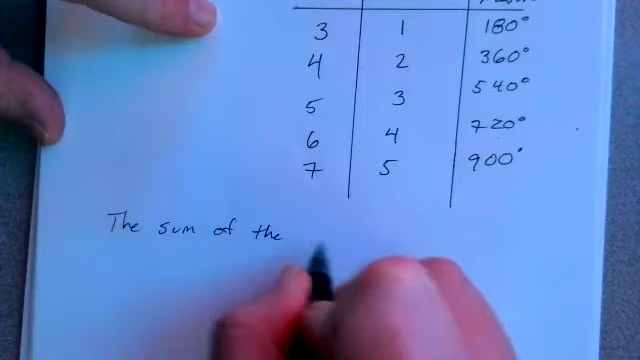 3 1 180°
4 2 360°
5 3 540°
6 4 720°
7 5 900°
The sum of the